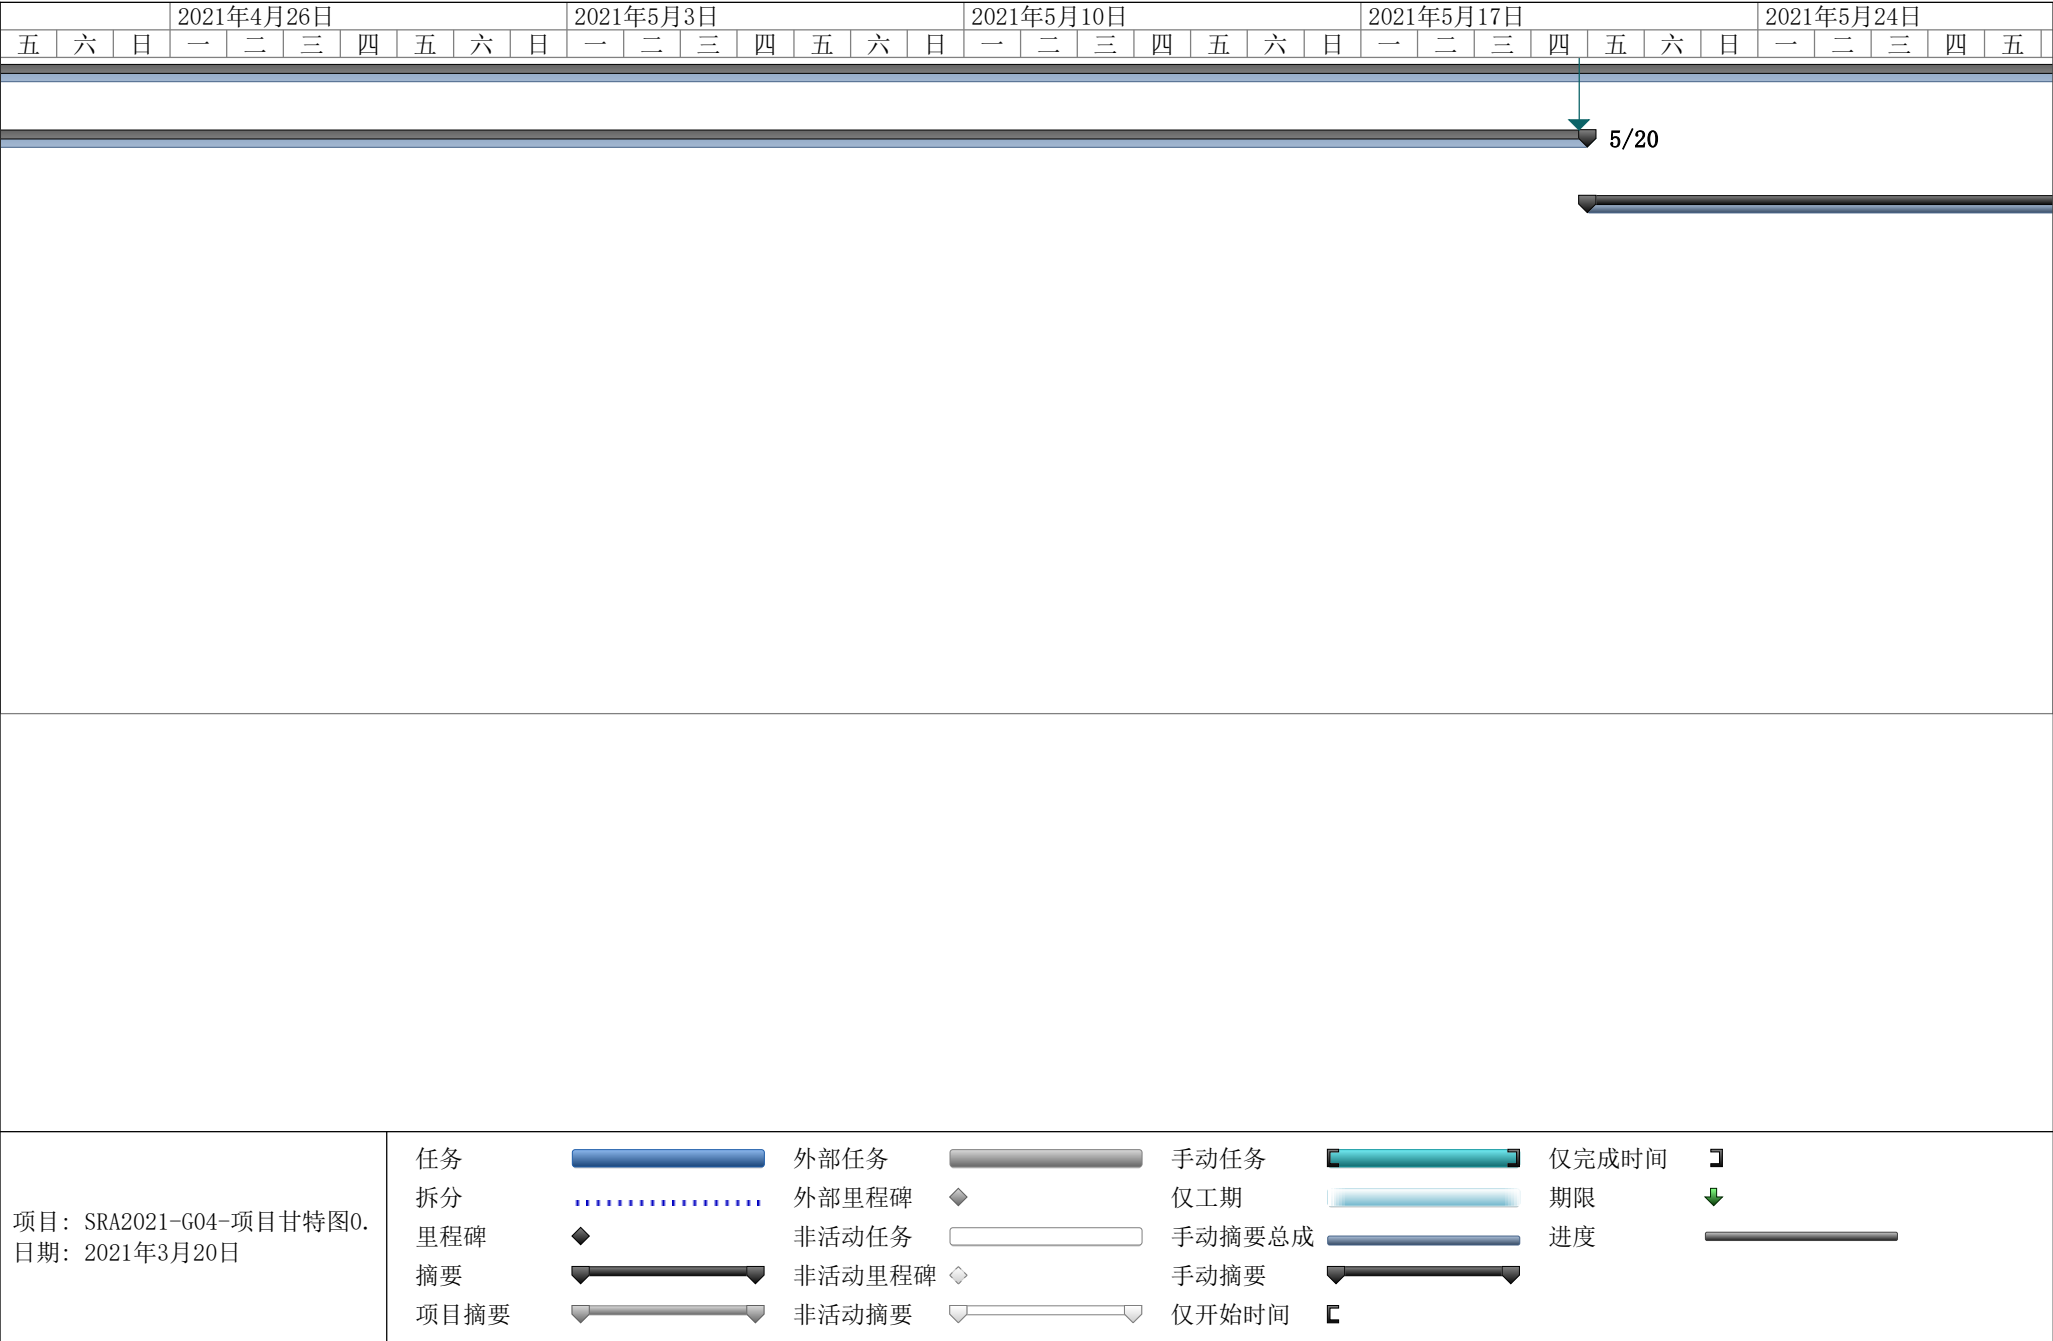 2021年4月26日 2021年5月3日 2021年5月10日 2021年5月17日 2021年5月24日
五 六 日 一 二 三 四 五 六 日 一 二 三 四 五 六 日 一 二 三 四 五 六 日 一 二 三 四 五 六 日 一 二 三 四 五
5/20
项目: SRA2021-G04-项目甘特图0.
日期: 2021年3月20日
任务 外部任务 手动任务 仅完成时间
拆分 外部里程碑 仅工期 期限
里程碑 非活动任务 手动摘要总成 进度
摘要 非活动里程碑 手动摘要
项目摘要 非活动摘要 仅开始时间